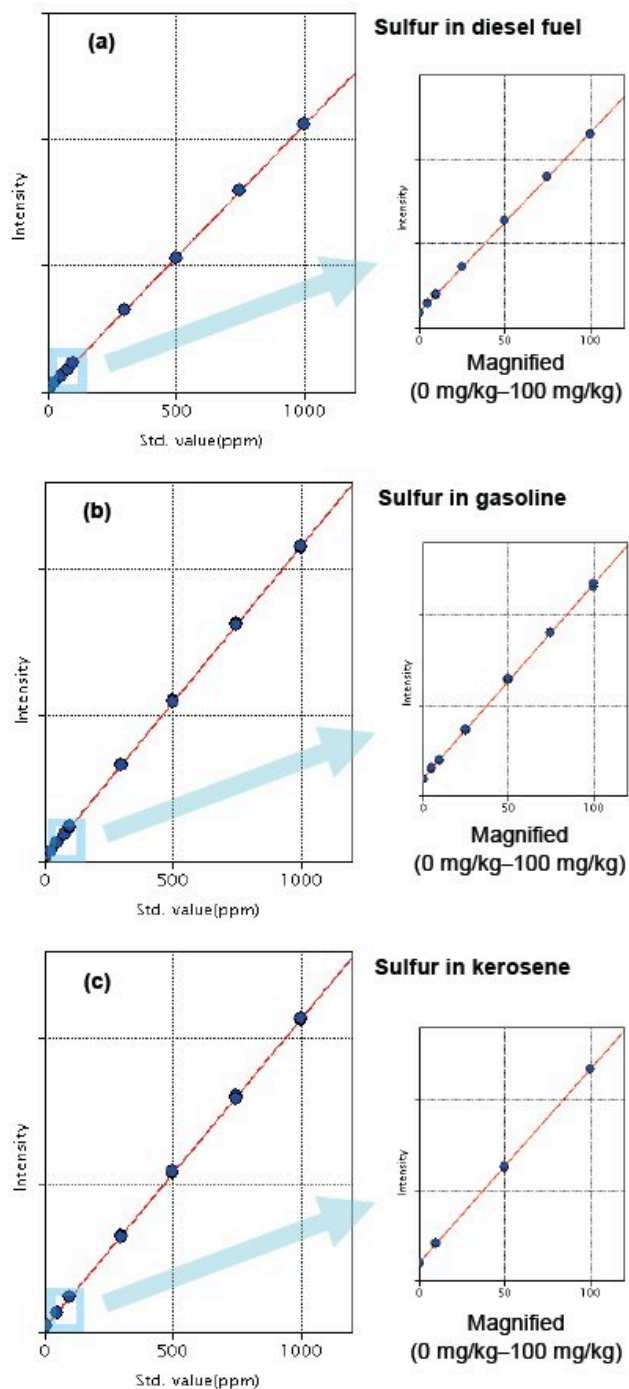 (a)
Sulfur in diesel fuel
Intensity
0
500
1000
Std. value(ppm)
Intensity
0
50
100
Magnified
(0 mg/kg–100 mg/kg)
(b)
Sulfur in gasoline
Intensity
0
500
1000
Std. value(ppm)
Intensity
0
50
100
Magnified
(0 mg/kg–100 mg/kg)
(c)
Sulfur in kerosene
Intensity
0
500
1000
Std. value(ppm)
Intensity
0
50
100
Magnified
(0 mg/kg–100 mg/kg)